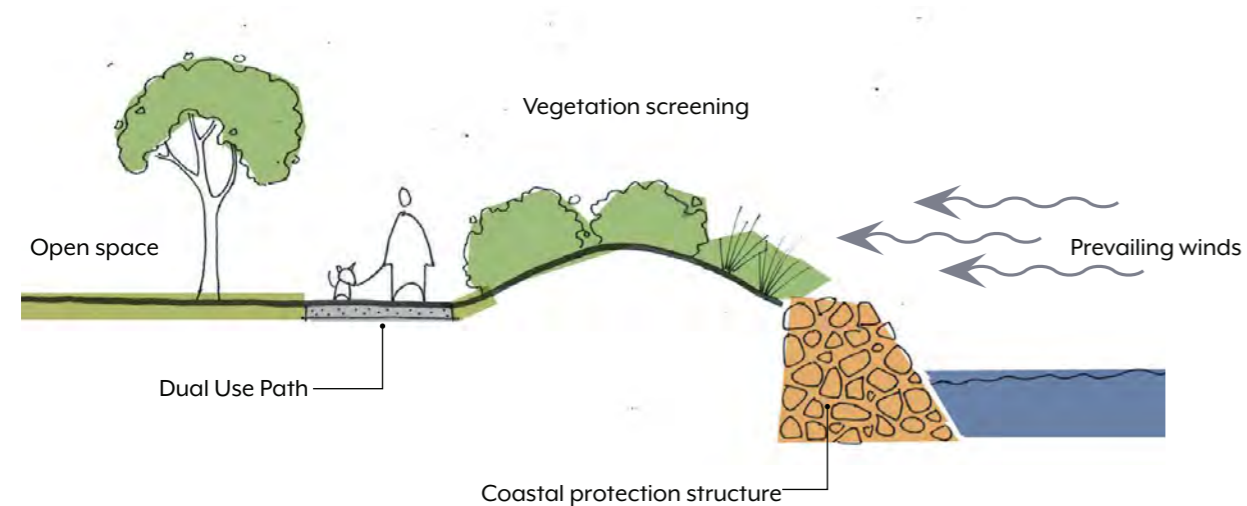 Vegetation screening
Open space
Prevailing winds
Dual Use Path
Coastal protection structure